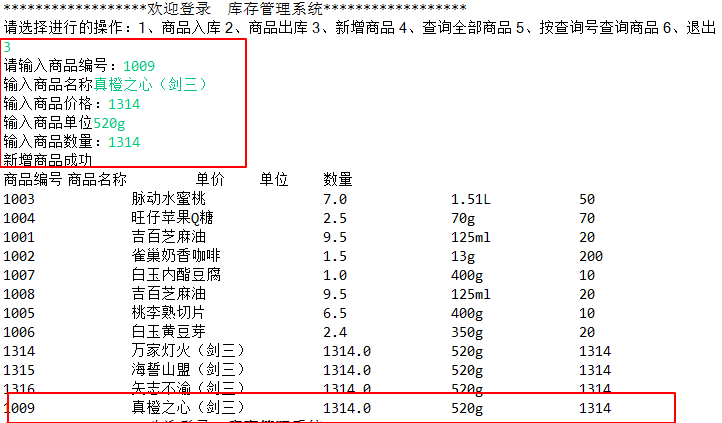 ******************欢迎登录 库存管理系统******************
请选择进行的操作：1、商品入库 2、商品出库 3、新增商品 4、查询全部商品 5、按查询号查询商品 6、退出
3
请输入商品编号：1009
输入商品名称真橙之心（剑三）
输入商品价格：1314
输入商品单位520g
输入商品数量：1314
新增商品成功
商品编号 商品名称 单价 单位 数量
1003 脉动水蜜桃 7.0 1.51L 50
1004 旺仔苹果Q糖 2.5 70g 70
1001 吉百芝麻油 9.5 125ml 20
1002 雀巢奶香咖啡 1.5 13g 200
1007 白玉内酯豆腐 1.0 400g 10
1008 吉百芝麻油 9.5 125ml 20
1005 桃李熟切片 6.5 400g 10
1006 白玉黄豆芽 2.4 350g 20
1314 万家灯火（剑三） 1314.0 520g 1314
1315 海誓山盟（剑三） 1314.0 520g 1314
1316 矢志不渝（剑三） 1314.0 520g 1314
1009 真橙之心（剑三） 1314.0 520g 1314